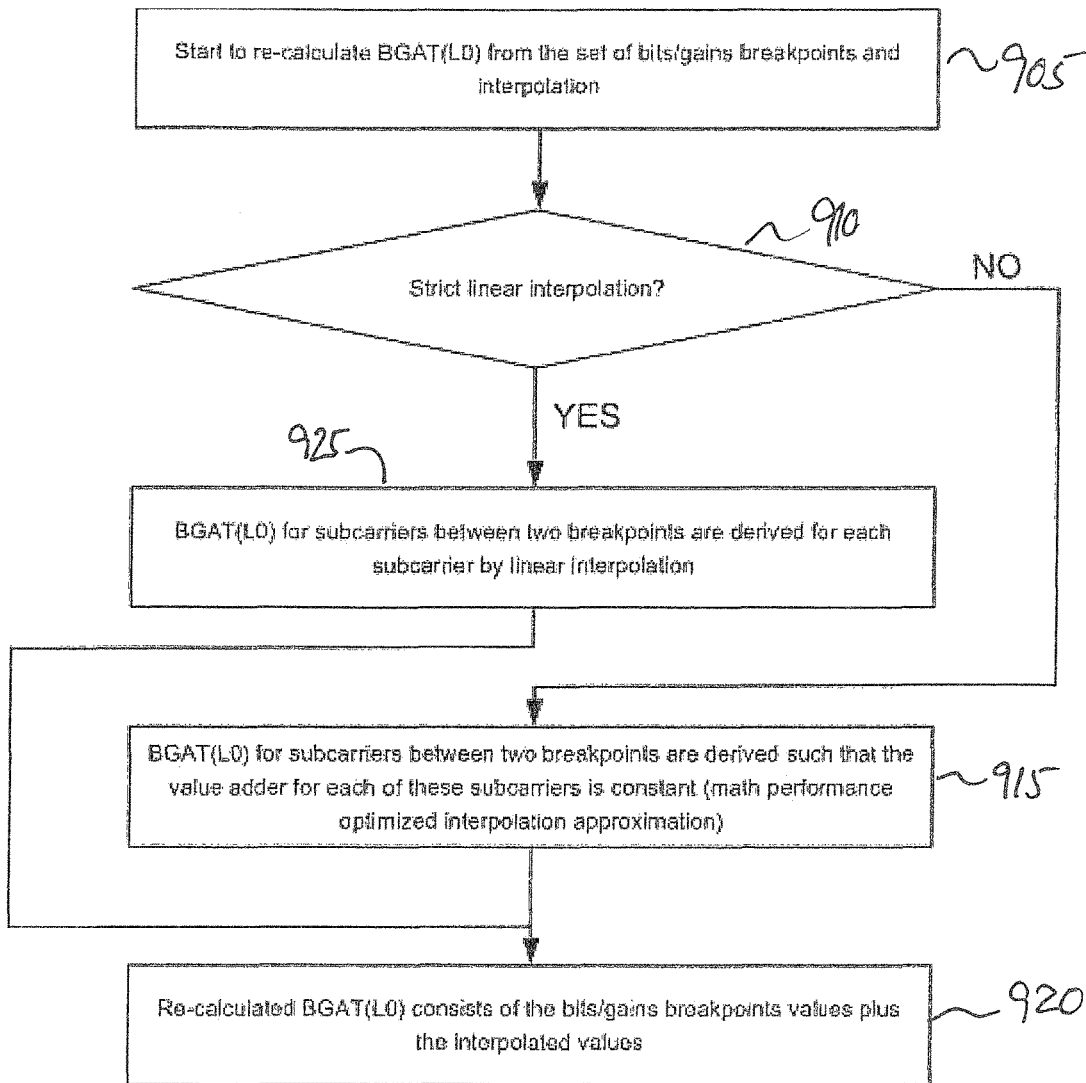 Start to re-calculate BGAT(L0) from the set of bits/gains breakpoints and
interpolation
905
910
Strict linear interpolation?
NO
YES
925
BGAT(L0) for subcarriers between two breakpoints are derived for each
subcarrier by linear interpolation
BGAT(L0) for subcarriers between two breakpoints are derived such that the
value adder for each of these subcarriers is constant (math performance
optimized interpolation approximation)
915
Re-calculated BGAT(L0) consists of the bits/gains breakpoints values plus
the interpolated values
920